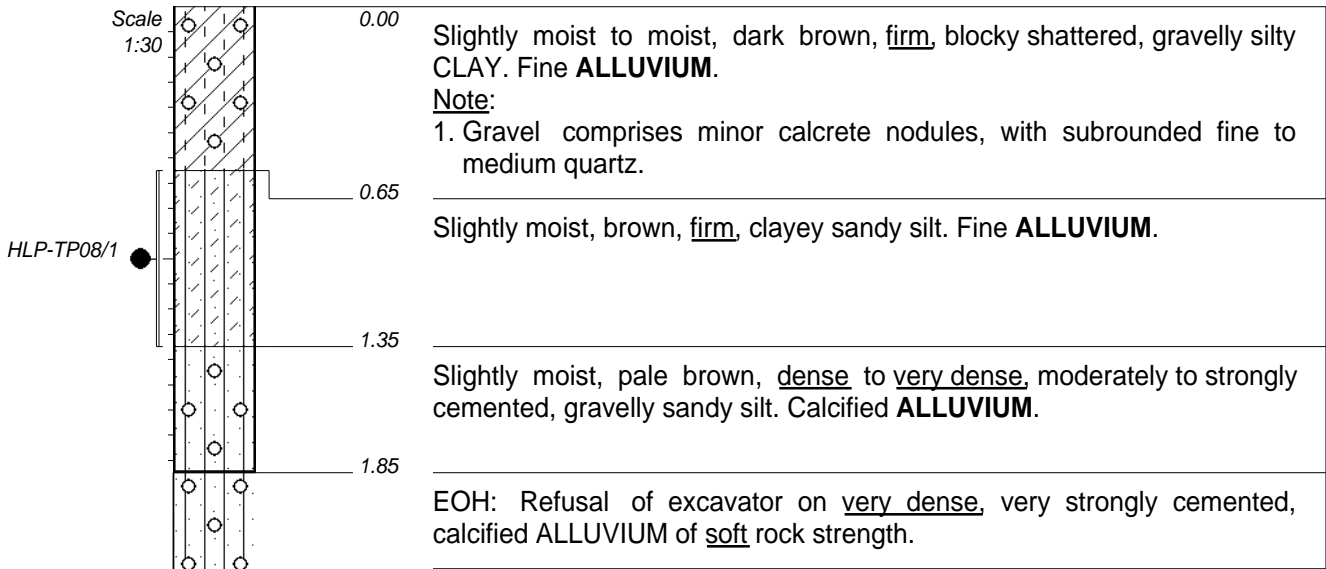 Scale
1:30
0.00
Slightly moist to moist, dark brown, firm, blocky shattered, gravelly silty
CLAY. Fine ALLUVIUM.
Note:
1. Gravel comprises minor calcrete nodules, with subrounded fine to
medium quartz.
0.65
Slightly moist, brown, firm, clayey sandy silt. Fine ALLUVIUM.
HLP-TP08/1
1.35
Slightly moist, pale brown, dense to very dense, moderately to strongly
cemented, gravelly sandy silt. Calcified ALLUVIUM.
1.85
EOH: Refusal of excavator on very dense, very strongly cemented,
calcified ALLUVIUM of soft rock strength.